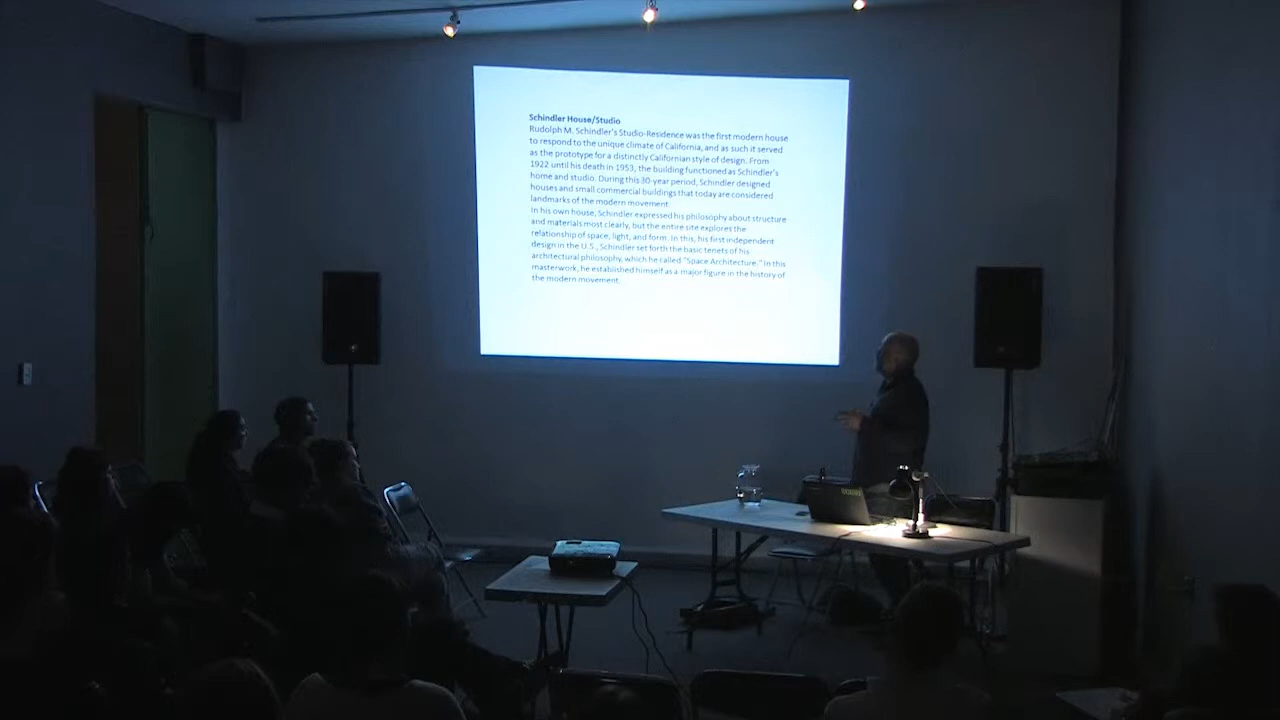 Schindler House/Studio
Rudolph M. Schindler's Studio-Residence was the first modern house
to respond to the unique climate of California, and as such it served
as the prototype for a distinctly Californian style of design. From
1922 until his death in 1953, the building functioned as Schindler's
home and studio. During this 30-year period, Schindler designed
houses and small commercial buildings that today are considered
landmarks of the modern movement.
In his own house, Schindler expressed his philosophy about structure
and materials most clearly, but the entire site explores the
relationship of space, light, and form. In this, his first independent
design in the U.S., Schindler set forth the basic tenets of his
architectural philosophy, which he called "Space Architecture." In this
masterwork, he established himself as a major figure in the history of
the modern movement.